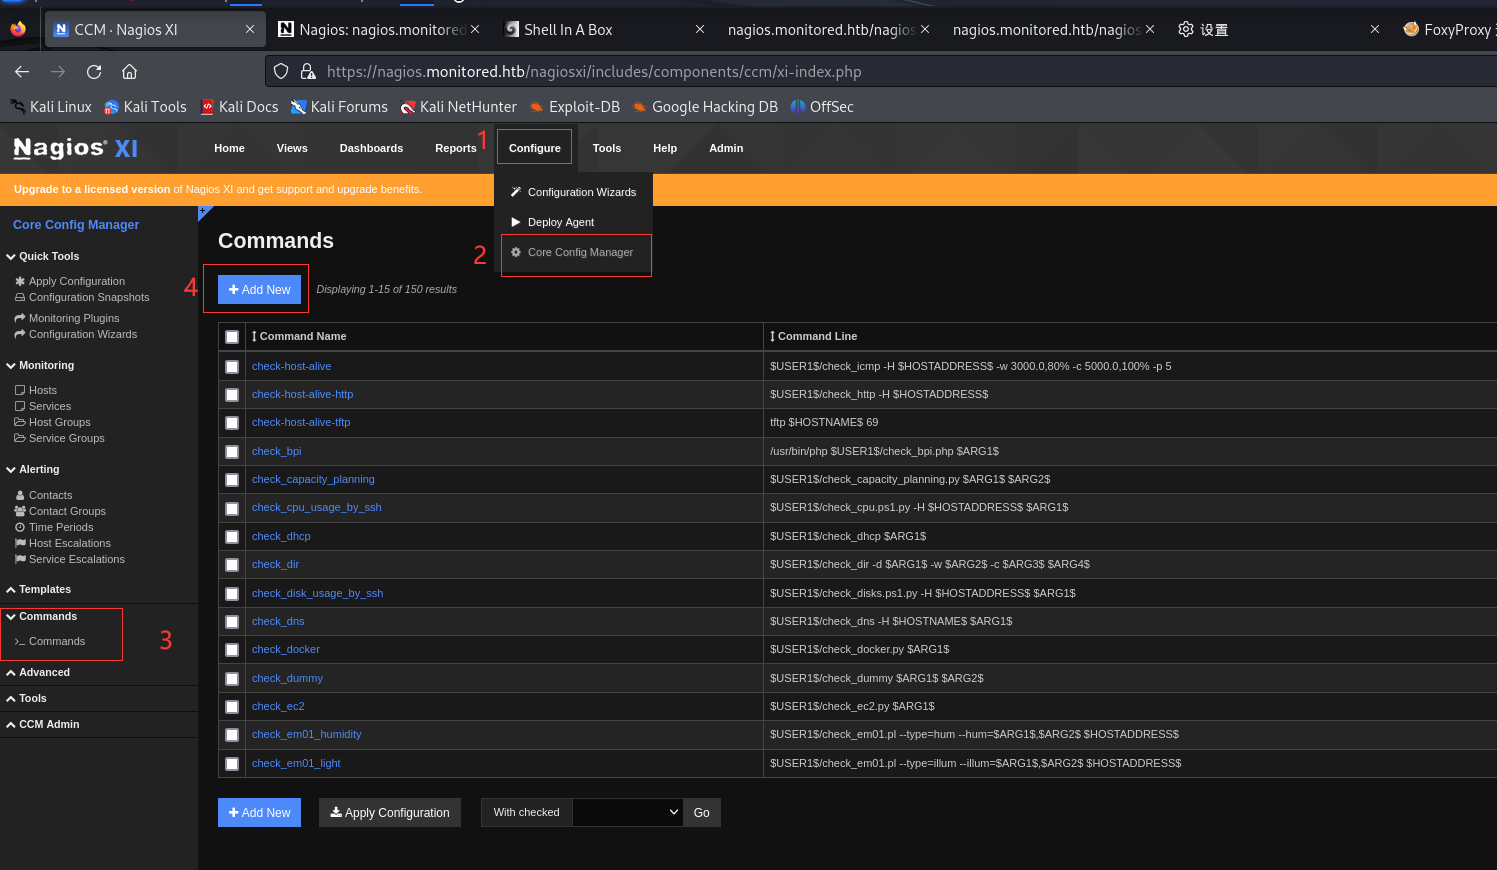 CCM · Nagios XI
Nagios: nagios.monitored
Shell In A Box
nagios.monitored.htb/nagios
nagios.monitored.htb/nagios
设置
FoxyProxy
https://nagios.monitored.htb/nagiosxi/includes/components/ccm/xi-index.php
Kali Linux
Kali Tools
Kali Docs
Kali Forums
Kali NetHunter
Exploit-DB
Google Hacking DB
OffSec
Nagios® XI
Home
Views
Dashboards
Reports
1
Configure
Tools
Help
Admin
Upgrade to a licensed version of Nagios XI and get support and upgrade benefits.
Configuration Wizards
Deploy Agent
2
Core Config Manager
Core Config Manager
Quick Tools
Apply Configuration
Configuration Snapshots
Monitoring Plugins
Configuration Wizards
Monitoring
Hosts
Services
Host Groups
Service Groups
Alerting
Contacts
Contact Groups
Time Periods
Host Escalations
Service Escalations
Templates
Commands
>_ Commands
3
Advanced
Tools
CCM Admin
Commands
4
+ Add New
Displaying 1-15 of 150 results
Command Name
Command Line
check-host-alive
$USER1$/check_icmp -H $HOSTADDRESS$ -w 3000.0,80% -c 5000.0,100% -p 5
check-host-alive-http
$USER1$/check_http -H $HOSTADDRESS$
check-host-alive-tftp
tftp $HOSTNAME$ 69
check_bpi
/usr/bin/php $USER1$/check_bpi.php $ARG1$
check_capacity_planning
$USER1$/check_capacity_planning.py $ARG1$ $ARG2$
check_cpu_usage_by_ssh
$USER1$/check_cpu.ps1.py -H $HOSTADDRESS$ $ARG1$
check_dhcp
$USER1$/check_dhcp $ARG1$
check_dir
$USER1$/check_dir -d $ARG1$ -w $ARG2$ -c $ARG3$ $ARG4$
check_disk_usage_by_ssh
$USER1$/check_disks.ps1.py -H $HOSTADDRESS$ $ARG1$
check_dns
$USER1$/check_dns -H $HOSTNAME$ $ARG1$
check_docker
$USER1$/check_docker.py $ARG1$
check_dummy
$USER1$/check_dummy $ARG1$ $ARG2$
check_ec2
$USER1$/check_ec2.py $ARG1$
check_em01_humidity
$USER1$/check_em01.pl --type=hum --hum=$ARG1$,$ARG2$ $HOSTADDRESS$
check_em01_light
$USER1$/check_em01.pl --type=illum --illum=$ARG1$,$ARG2$ $HOSTADDRESS$
+ Add New
Apply Configuration
With checked
Go